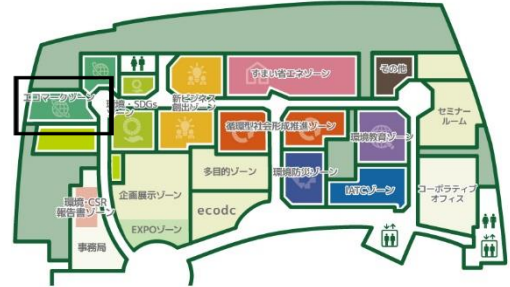 すまい省エネゾーン
その他
エコマークゾーン
環境・SDGs
ゾーン
新ビジネス
創出ゾーン
セミナー
ルーム
循環型社会形成推進ゾーン
環境教育ゾーン
多目的ゾーン
環境防災ゾーン
企画展示ゾーン
IATCゾーン
コーポラティブ
オフィス
環境・CSR
報告書ゾーン
ecodc
EXPOゾーン
事務局